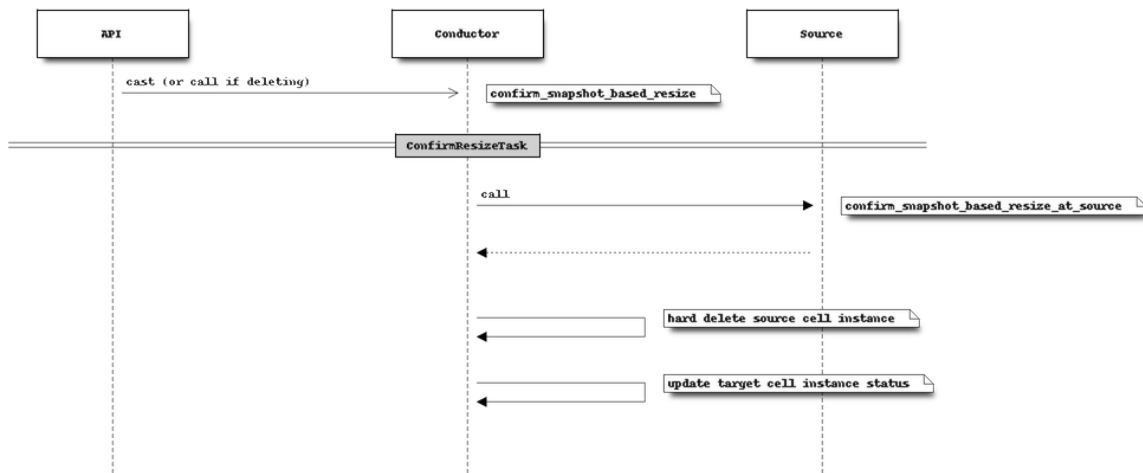 API
Conductor
Source
cast (or call if deleting)
confirm_snapshot_based_resize
ConfirmResizeTask
call
confirm_snapshot_based_resize_at_source
hard delete source cell instance
update target cell instance status